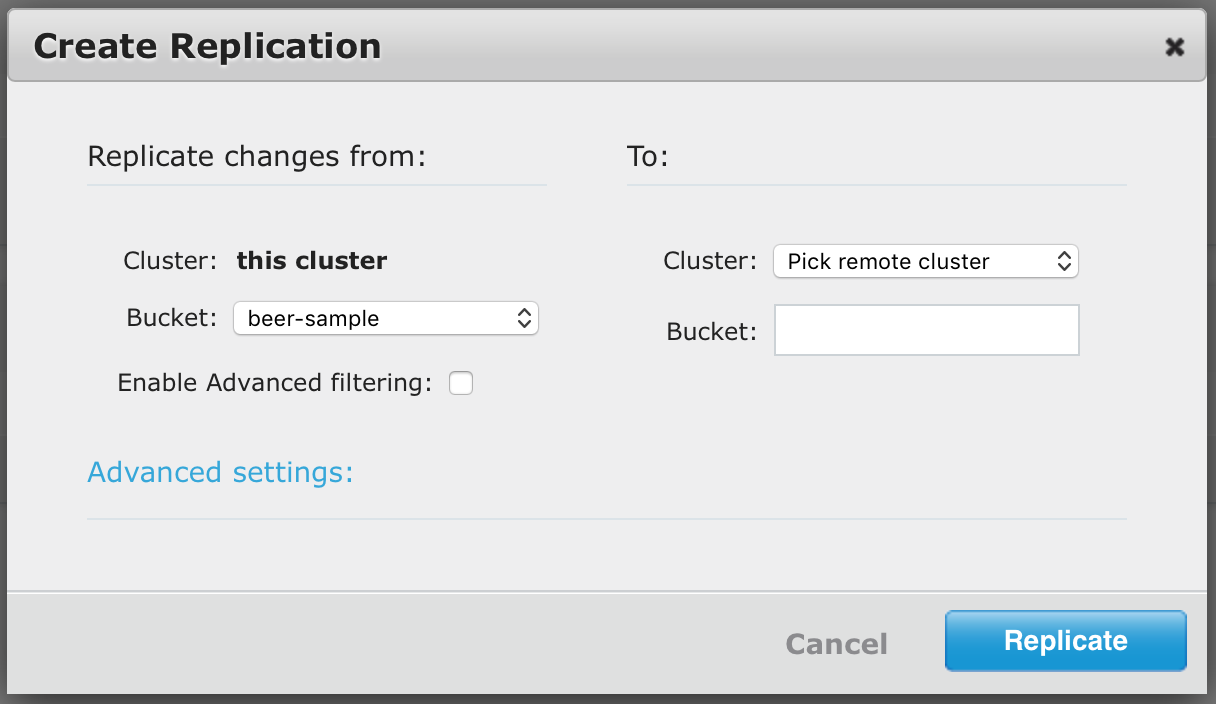 Create Replication
Replicate changes from:
Cluster: this cluster
Bucket: beer-sample
Enable Advanced filtering:
To:
Cluster: Pick remote cluster
Bucket:
Advanced settings:
Cancel
Replicate